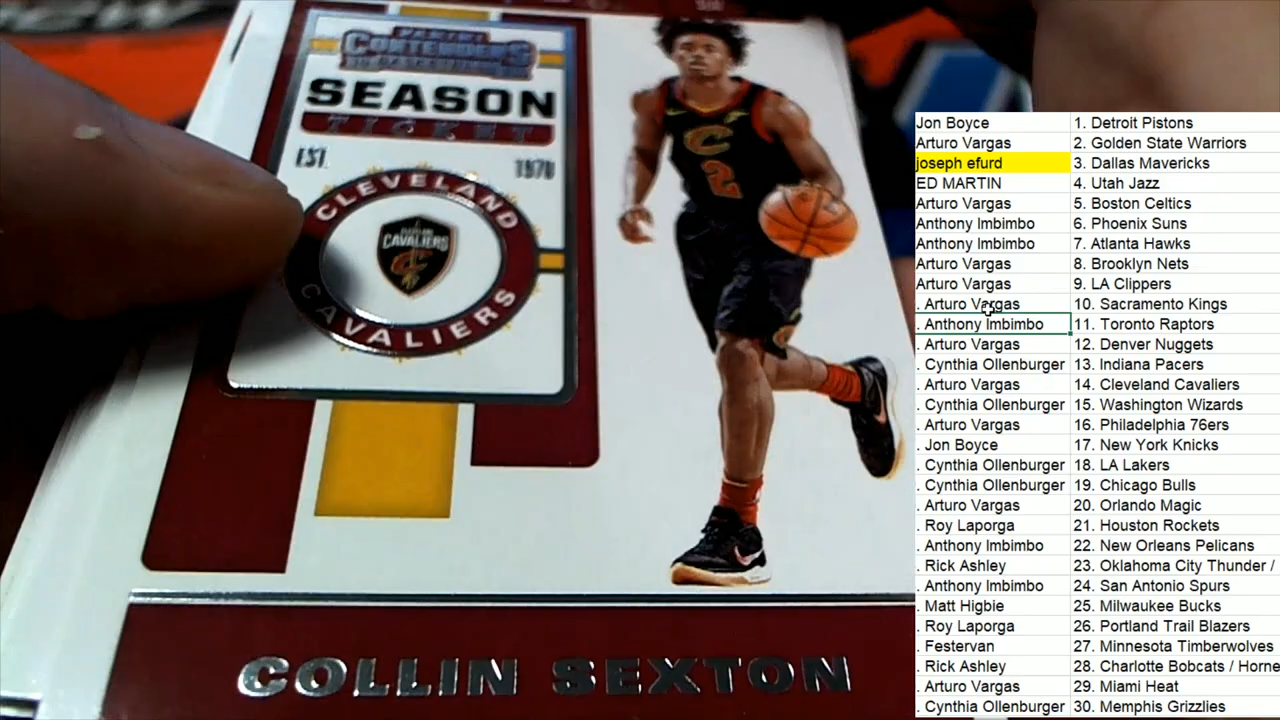 PANINI
CONTENDERS
SEASON
TICKET
EST. 1970
CLEVELAND
CAVALIERS
CAVALIERS
C
2
COLLIN SEXTON
Jon Boyce 1. Detroit Pistons
Arturo Vargas 2. Golden State Warriors
joseph efurd 3. Dallas Mavericks
ED MARTIN 4. Utah Jazz
Arturo Vargas 5. Boston Celtics
Anthony Imbimbo 6. Phoenix Suns
Anthony Imbimbo 7. Atlanta Hawks
Arturo Vargas 8. Brooklyn Nets
Arturo Vargas 9. LA Clippers
. Arturo Vargas 10. Sacramento Kings
. Anthony Imbimbo 11. Toronto Raptors
. Arturo Vargas 12. Denver Nuggets
. Cynthia Ollenburger 13. Indiana Pacers
. Arturo Vargas 14. Cleveland Cavaliers
. Cynthia Ollenburger 15. Washington Wizards
. Arturo Vargas 16. Philadelphia 76ers
. Jon Boyce 17. New York Knicks
. Cynthia Ollenburger 18. LA Lakers
. Cynthia Ollenburger 19. Chicago Bulls
. Arturo Vargas 20. Orlando Magic
. Roy Laporga 21. Houston Rockets
. Anthony Imbimbo 22. New Orleans Pelicans
. Rick Ashley 23. Oklahoma City Thunder /
. Anthony Imbimbo 24. San Antonio Spurs
. Matt Higbie 25. Milwaukee Bucks
. Roy Laporga 26. Portland Trail Blazers
. Festervan 27. Minnesota Timberwolves
. Rick Ashley 28. Charlotte Bobcats / Horne
. Arturo Vargas 29. Miami Heat
. Cynthia Ollenburger 30. Memphis Grizzlies